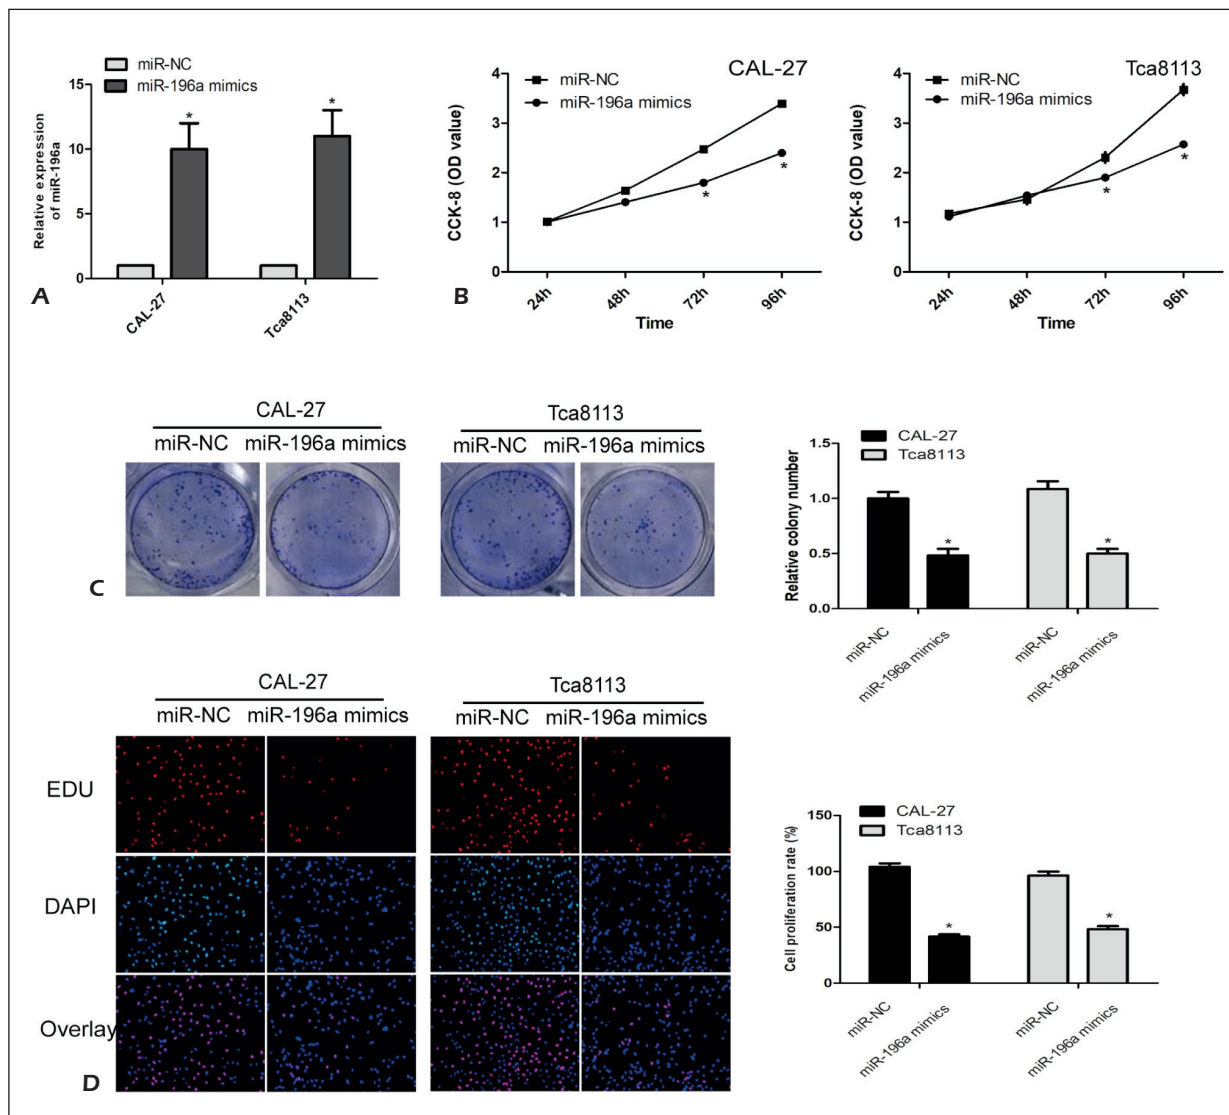 miR-NC
miR-196a mimics
Relative expression
of miR-196a
15
10
5
0
*
*
CAL-27
Tca8113
A
CAL-27
miR-NC
miR-196a mimics
CCK-8 (OD value)
4
3
2
1
0
*
*
24h
48h
72h
96h
Time
B
Tca8113
miR-NC
miR-196a mimics
CCK-8 (OD value)
4
3
2
1
0
*
*
24h
48h
72h
96h
Time
CAL-27
miR-NC miR-196a mimics
Tca8113
miR-NC miR-196a mimics
C
CAL-27
Tca8113
Relative colony number
1.5
1.0
0.5
0.0
*
*
miR-NC
miR-196a mimics
miR-NC
miR-196a mimics
CAL-27
miR-NC miR-196a mimics
Tca8113
miR-NC miR-196a mimics
EDU
DAPI
Overlay
D
CAL-27
Tca8113
Cell proliferation rate (%)
150
100
50
0
*
*
miR-NC
miR-196a mimics
miR-NC
miR-196a mimics